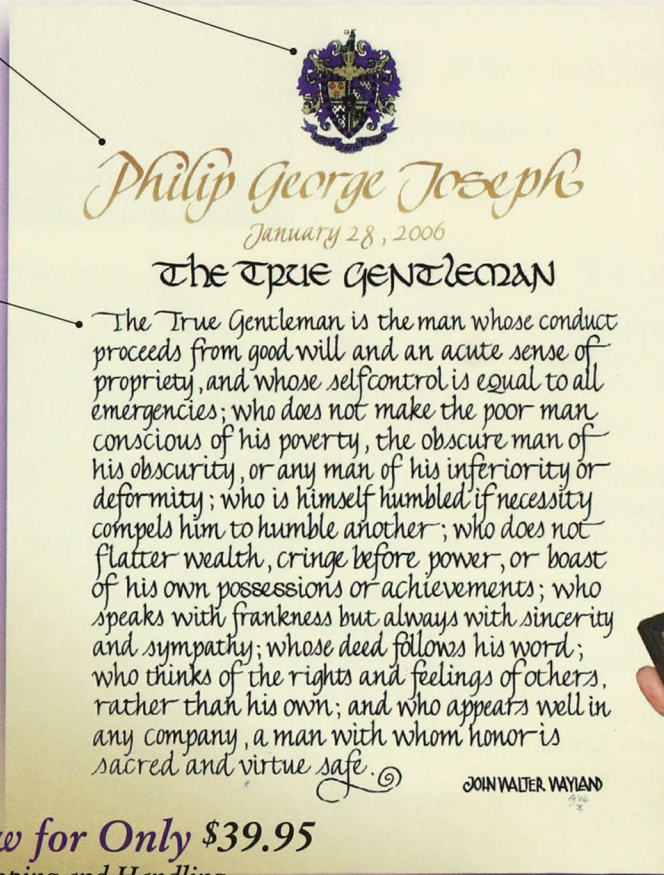 Philip George Joseph
January 28, 2006
The True Gentleman
The True Gentleman is the man whose conduct
proceeds from good will and an acute sense of
propriety, and whose selfcontrol is equal to all
emergencies; who does not make the poor man
conscious of his poverty, the obscure man of
his obscurity, or any man of his inferiority or
deformity; who is himself humbled if necessity
compels him to humble another; who does not
flatter wealth, cringe before power, or boast
of his own possessions or achievements; who
speaks with frankness but always with sincerity
and sympathy; whose deed follows his word;
who thinks of the rights and feelings of others,
rather than his own; and who appears well in
any company, a man with whom honor is
sacred and virtue safe.
JOHN WALTER WAYLAND
for Only $39.95
and Handling